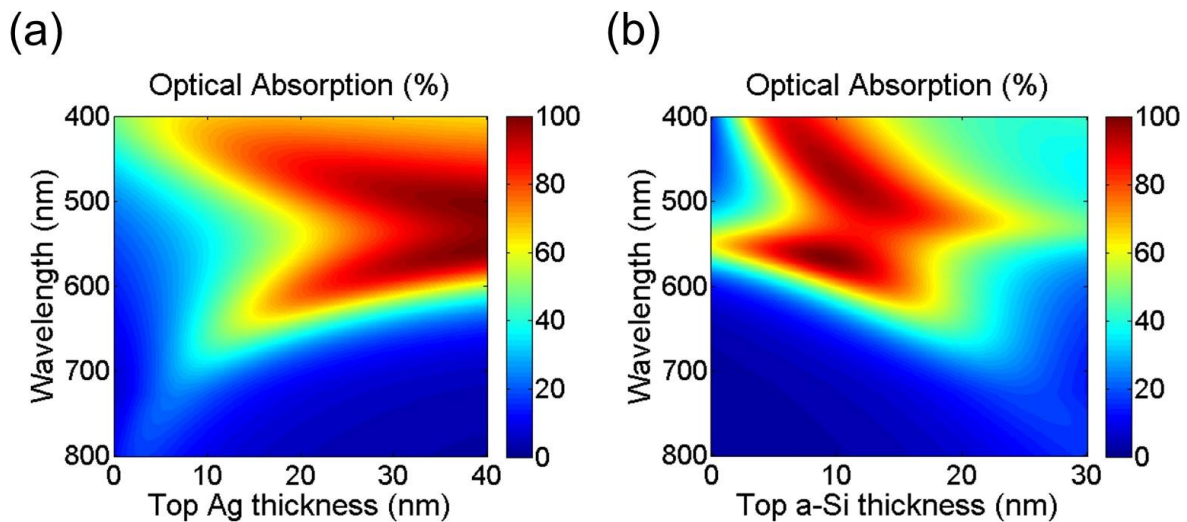 (a)
Optical Absorption (%)
400
500
600
700
800
Wavelength (nm)
0 10 20 30 40
Top Ag thickness (nm)
100
80
60
40
20
0
(b)
Optical Absorption (%)
400
500
600
700
800
Wavelength (nm)
0 10 20 30
Top a-Si thickness (nm)
100
80
60
40
20
0